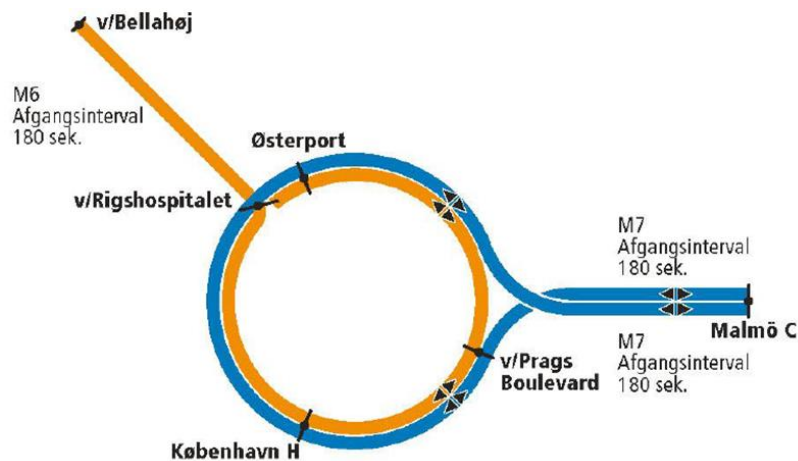 v/Bellahøj
M6
Afgangsinterval
180 sek.
Østerport
v/Rigshospitalet
M7
Afgangsinterval
180 sek.
Malmö C
M7
Afgangsinterval
180 sek.
v/Prags
Boulevard
København H